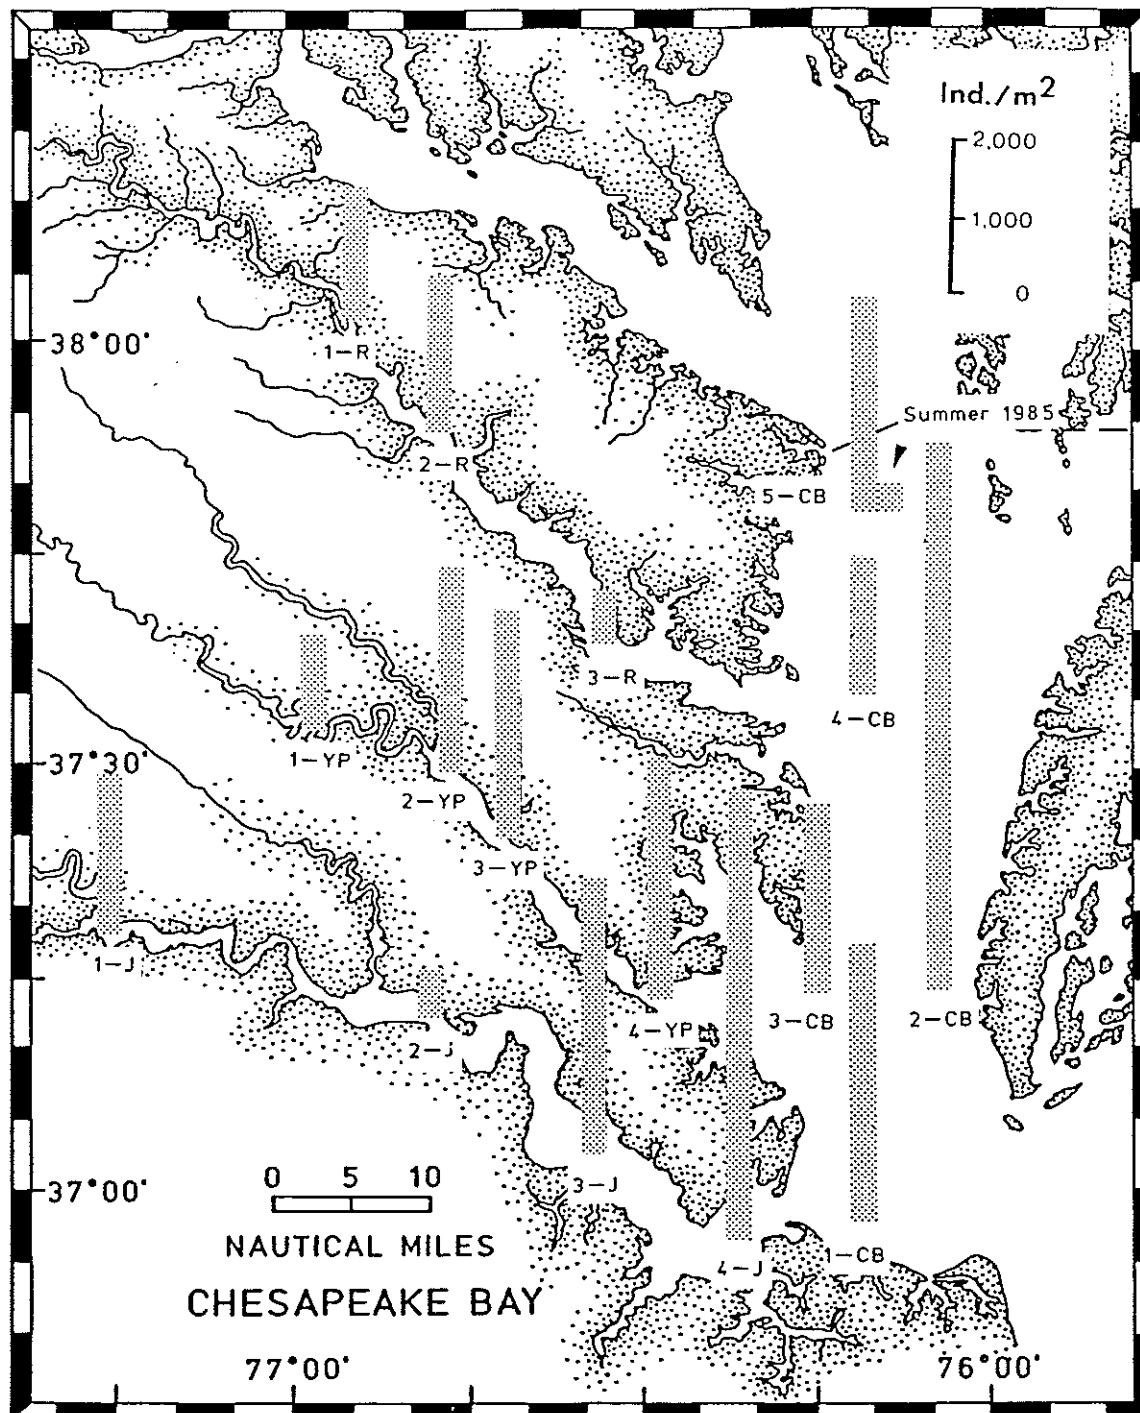 Ind./m2
2,000
1,000
0
38°00'
1-R
Summer 1985
2-R
5-CB
3-R
4-CB
1-YP
37°30'
2-YP
3-YP
1-J
4-YP
3-CB
2-CB
2-J
0 5 10
37°00'
3-J
NAUTICAL MILES
1-CB
4-J
CHESAPEAKE BAY
77°00'
76°00'